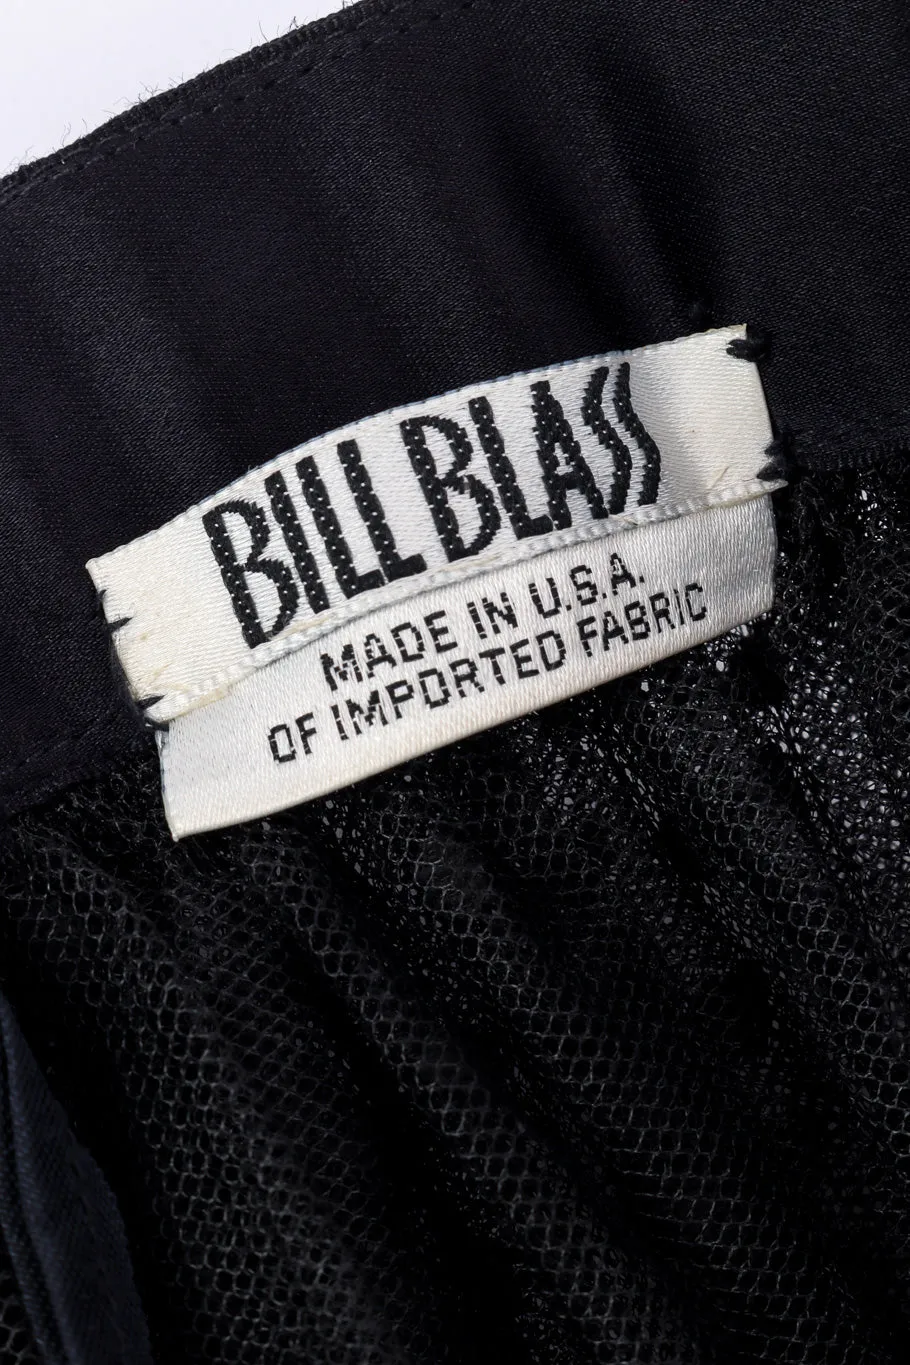 BILL BLASS
MADE IN U.S.A.
OF IMPORTED FABRIC